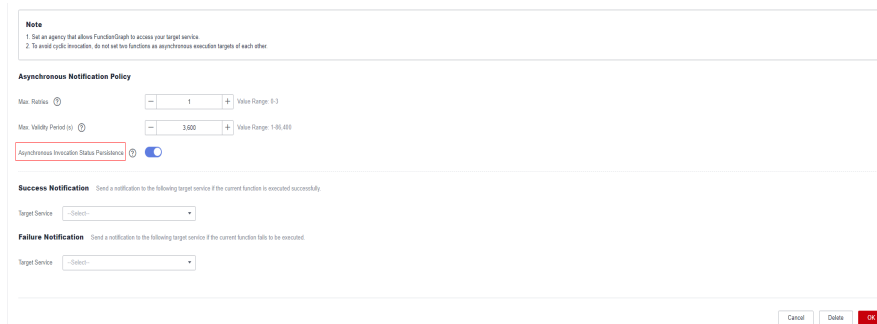 Note
1. Set an agency that allows FunctionGraph to access your target service.
2. To avoid cyclic invocation, do not set two functions as asynchronous execution targets of each other.
Asynchronous Notification Policy
Max. Retries ? − 1 + Value Range: 0-3
Max. Validity Period (s) ? − 3,600 + Value Range: 1-86,400
Asynchronous Invocation Status Persistence ?
Success Notification Send a notification to the following target service if the current function is executed successfully.
Target Service --Select--
Failure Notification Send a notification to the following target service if the current function fails to be executed.
Target Service --Select--
Cancel Delete OK